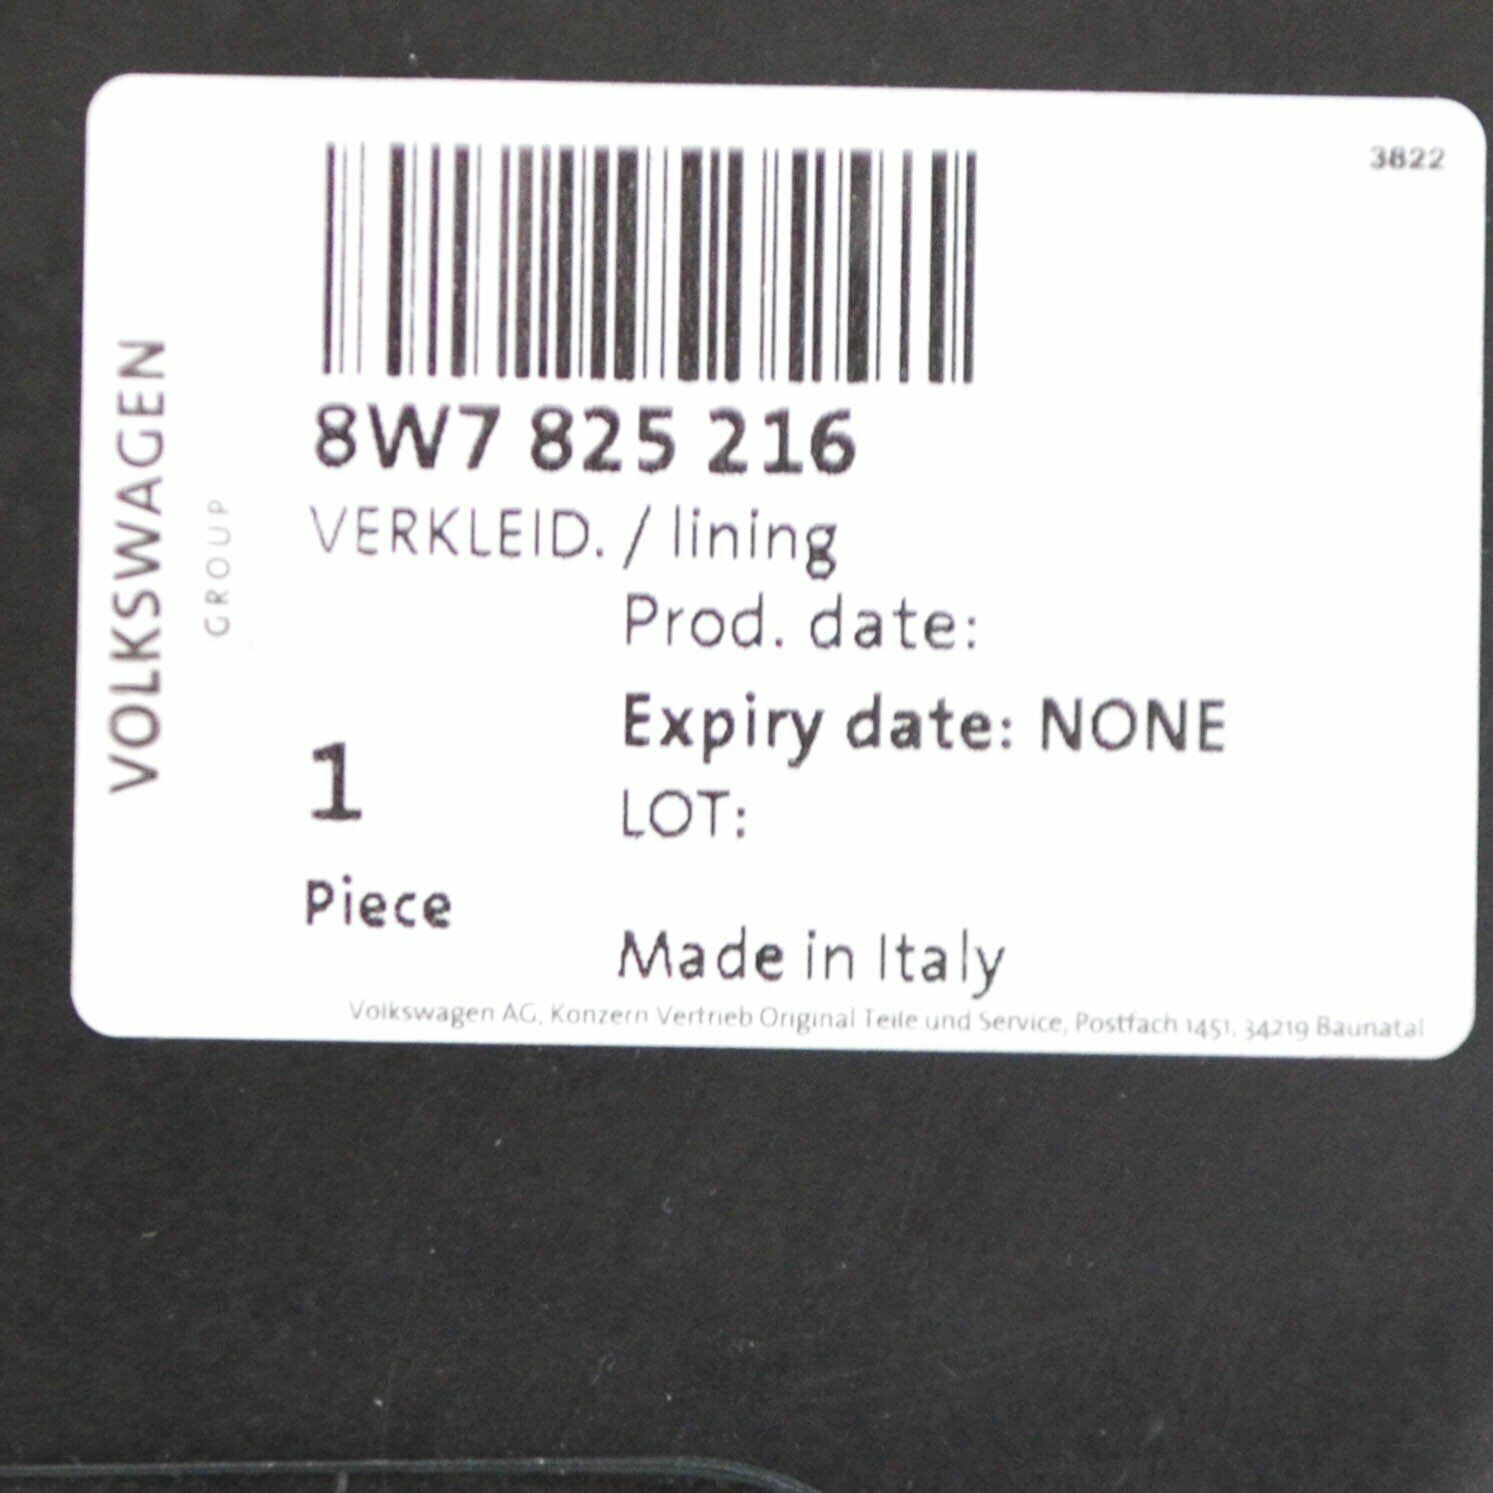 3822
VOLKSWAGEN
GROUP
8W7 825 216
VERKLEID. / lining
Prod. date:
Expiry date: NONE
LOT:
1
Piece
Made in Italy
Volkswagen AG, Konzern Vertrieb Original Teile und Service, Postfach 1451, 34219 Baunatal